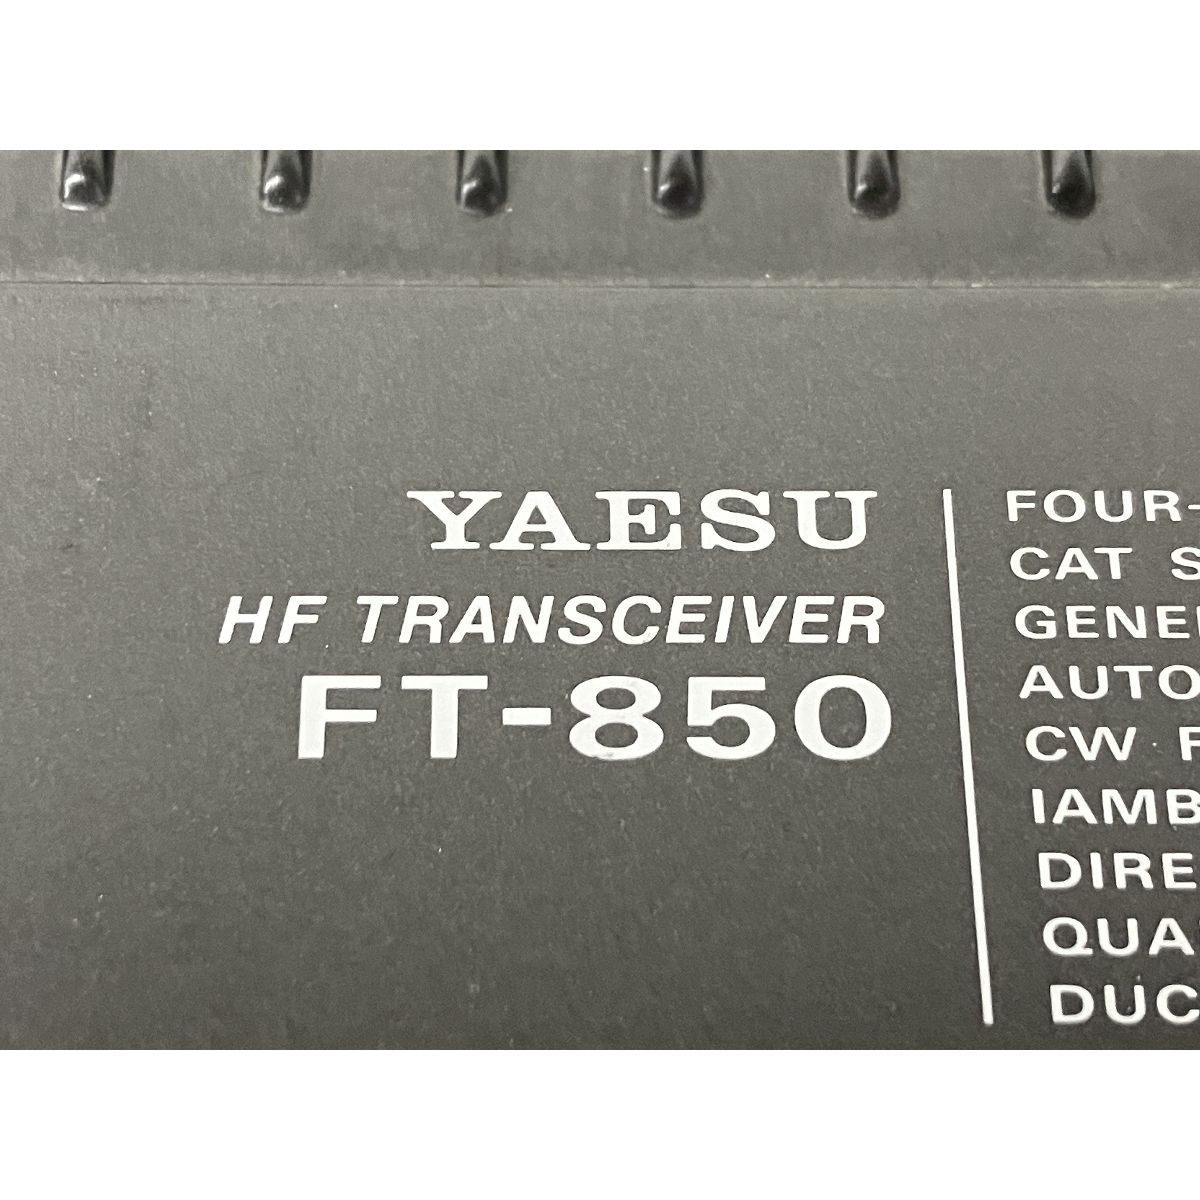 YAESU
HF TRANSCEIVER
FT-850
FOUR-
CAT S
GENE
AUTO
CW F
IAMB
DIRE
QUA
DUC